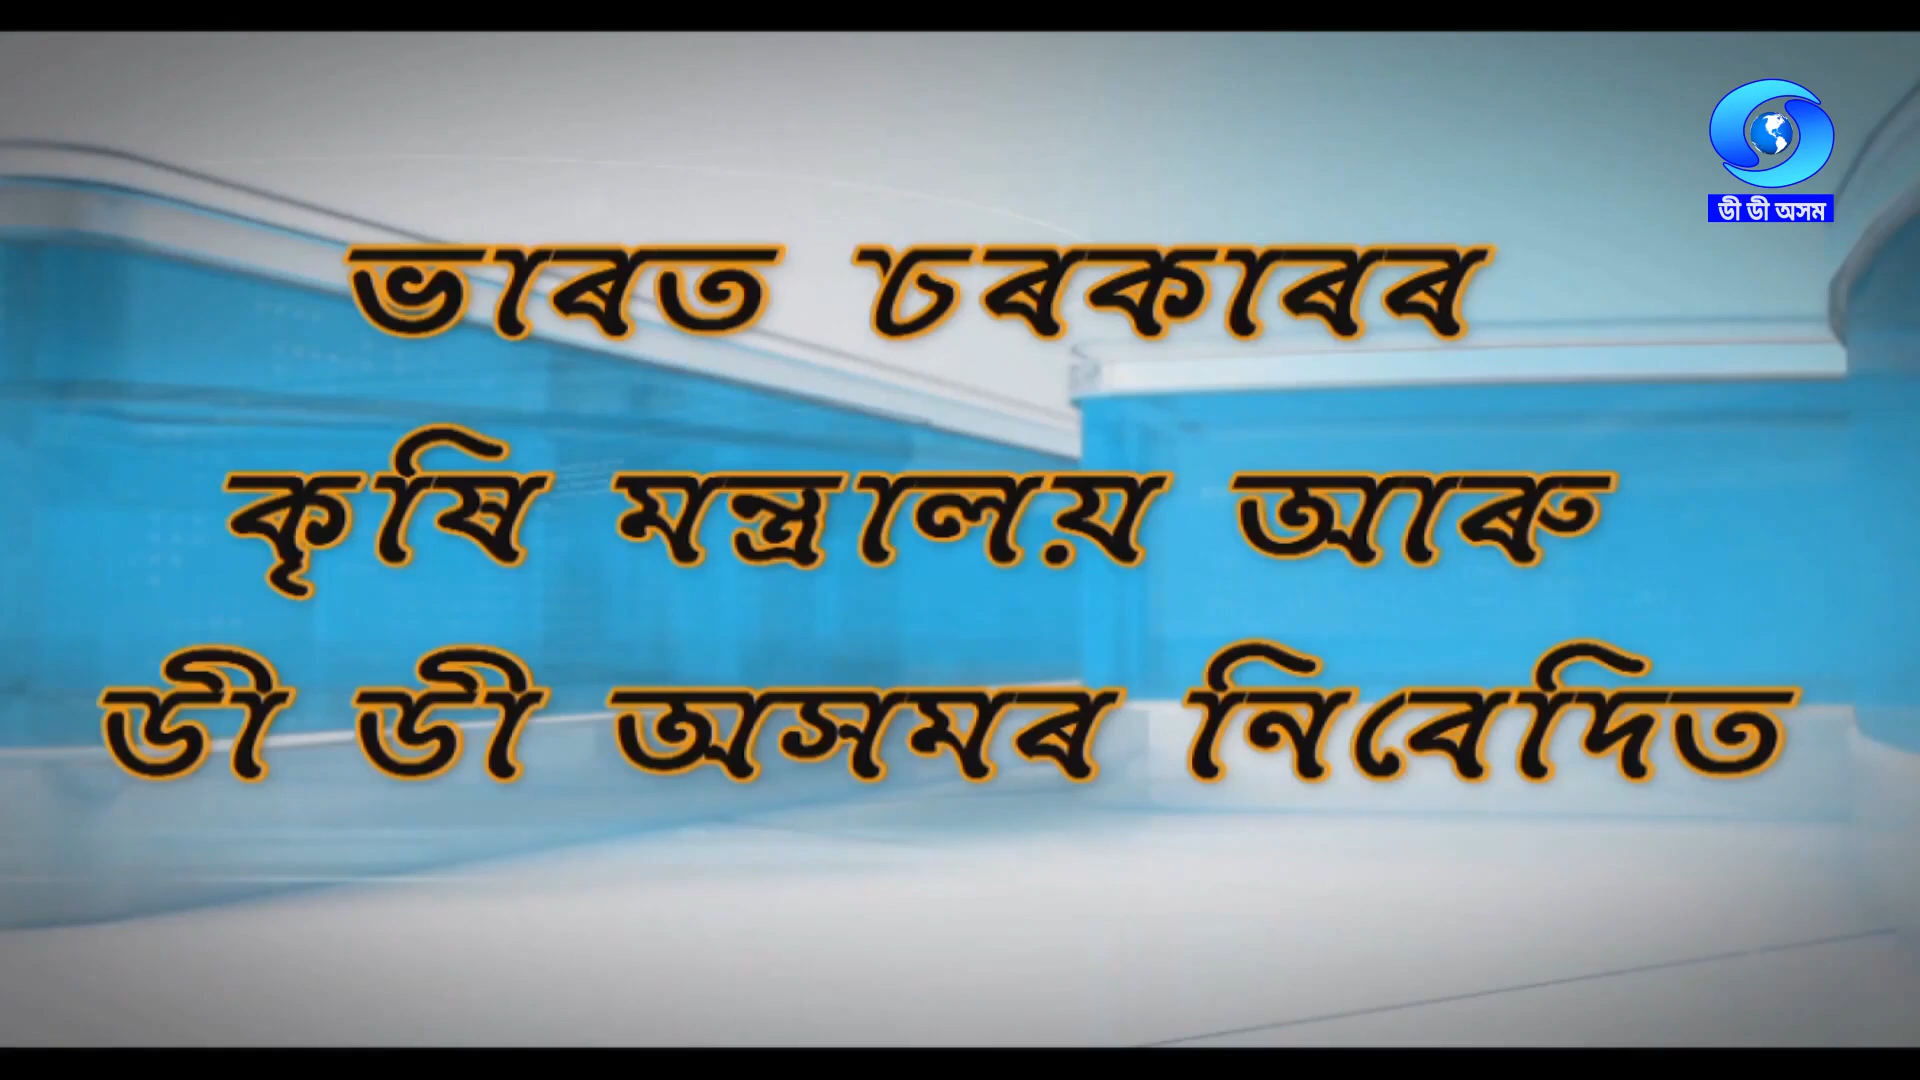 ডী ডী অসম
ভাৰত চৰকাৰৰ
কৃষি মন্ত্ৰালয় আৰু
ডী ডী অসমৰ নিবেদিত